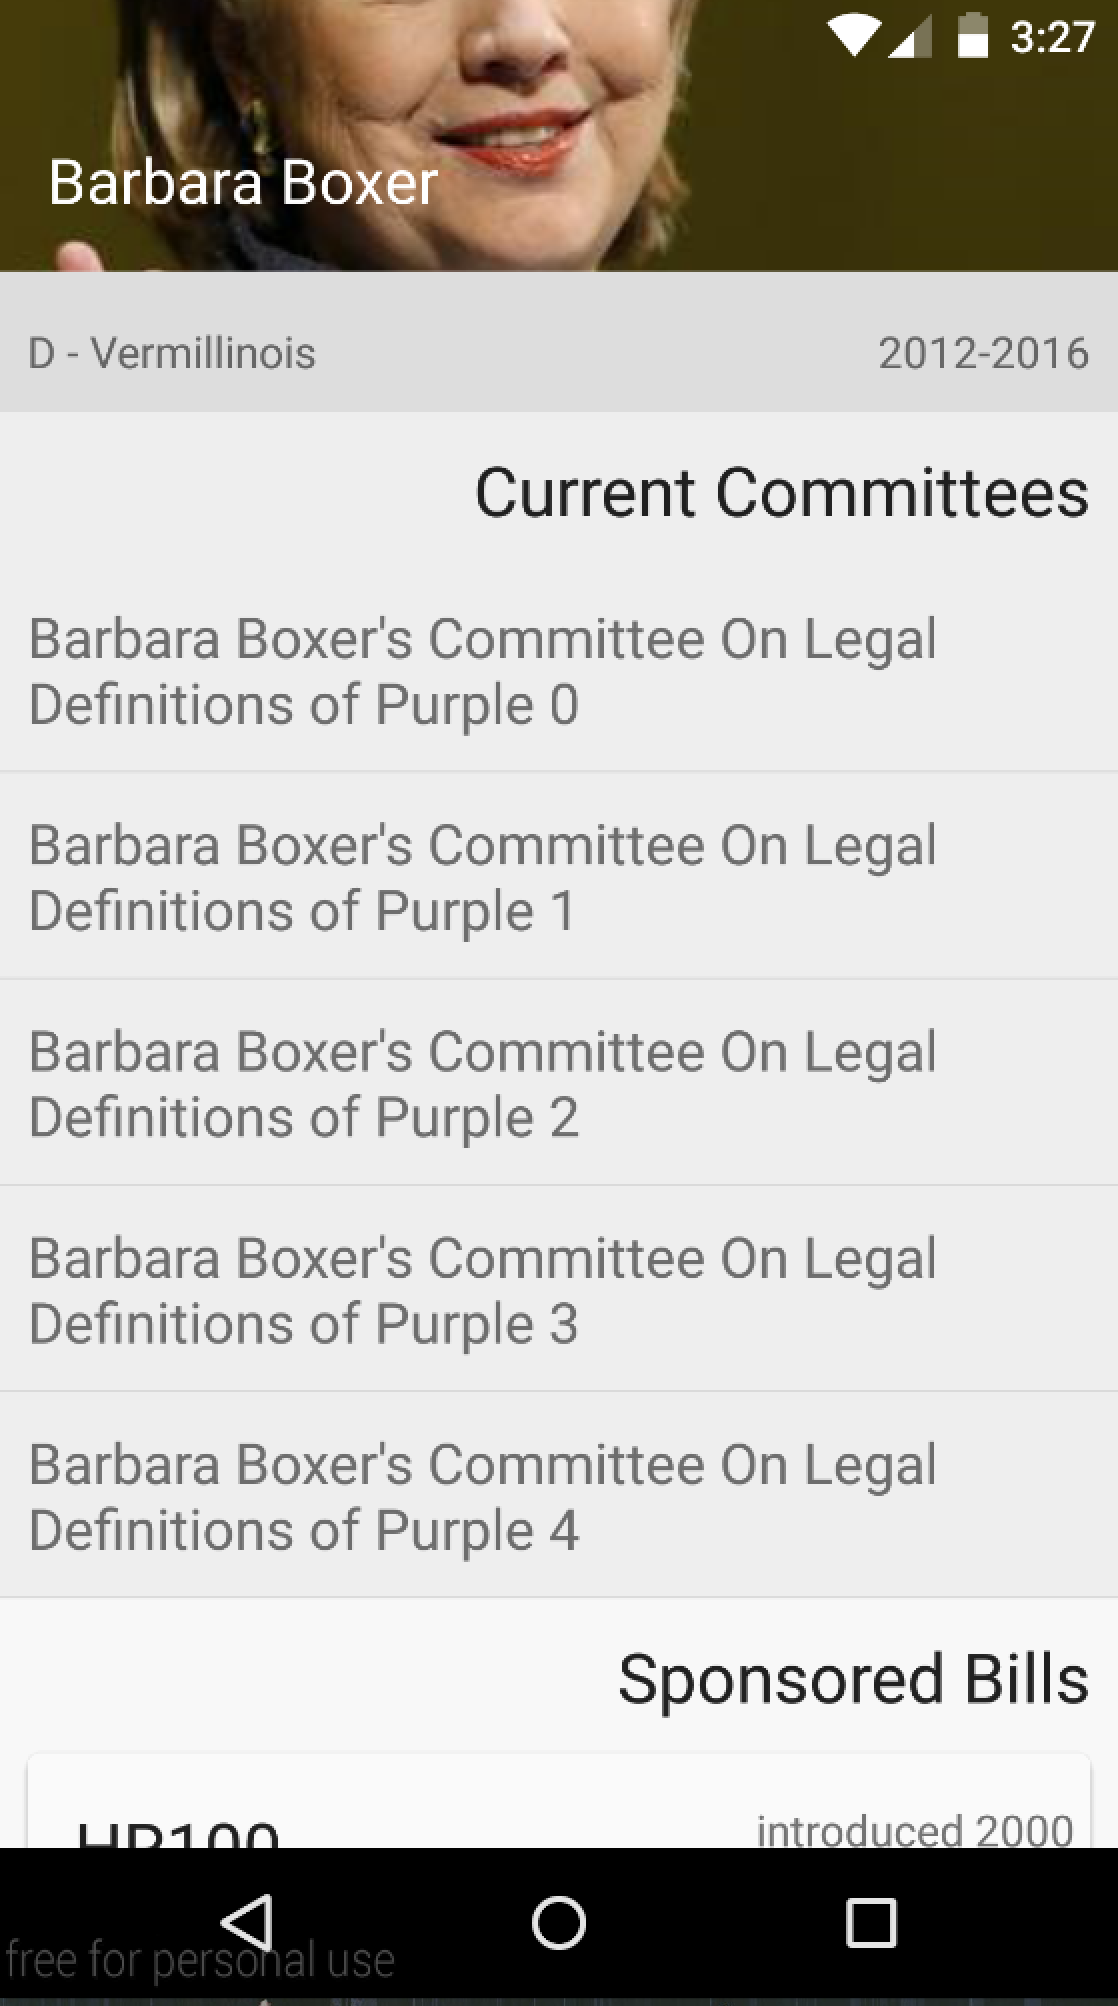 3:27
Barbara Boxer
D - Vermillinois
2012-2016
Current Committees
Barbara Boxer's Committee On Legal
Definitions of Purple 0
Barbara Boxer's Committee On Legal
Definitions of Purple 1
Barbara Boxer's Committee On Legal
Definitions of Purple 2
Barbara Boxer's Committee On Legal
Definitions of Purple 3
Barbara Boxer's Committee On Legal
Definitions of Purple 4
Sponsored Bills
introduced 2000
free for personal use